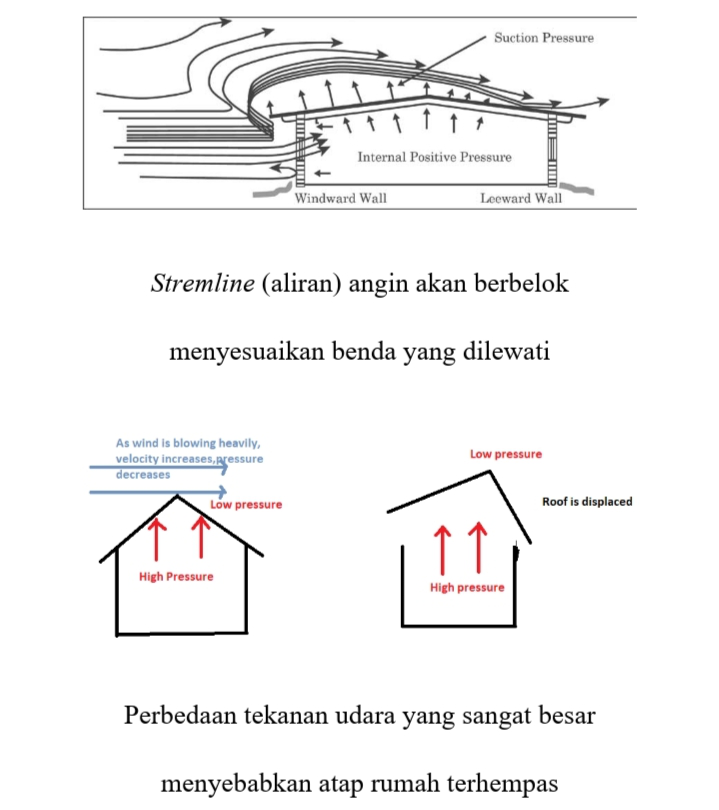 Suction Pressure
Internal Positive Pressure
Windward Wall
Leeward Wall
Stremline (aliran) angin akan berbelok
menyesuaikan benda yang dilewati
As wind is blowing heavily,
velocity increases,pressure
decreases
Low pressure
High Pressure
Low pressure
Roof is displaced
High pressure
Perbedaan tekanan udara yang sangat besar
menyebabkan atap rumah terhempas